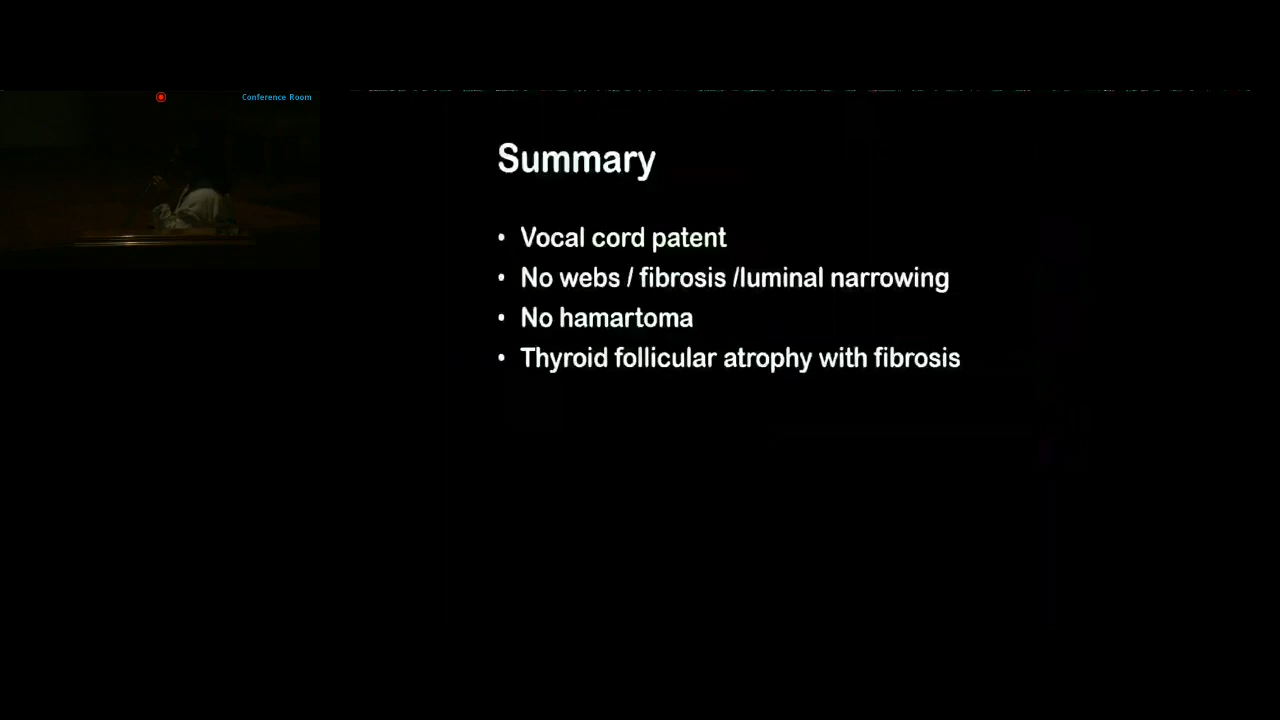 Conference Room
Summary
• Vocal cord patent
• No webs / fibrosis /luminal narrowing
• No hamartoma
• Thyroid follicular atrophy with fibrosis